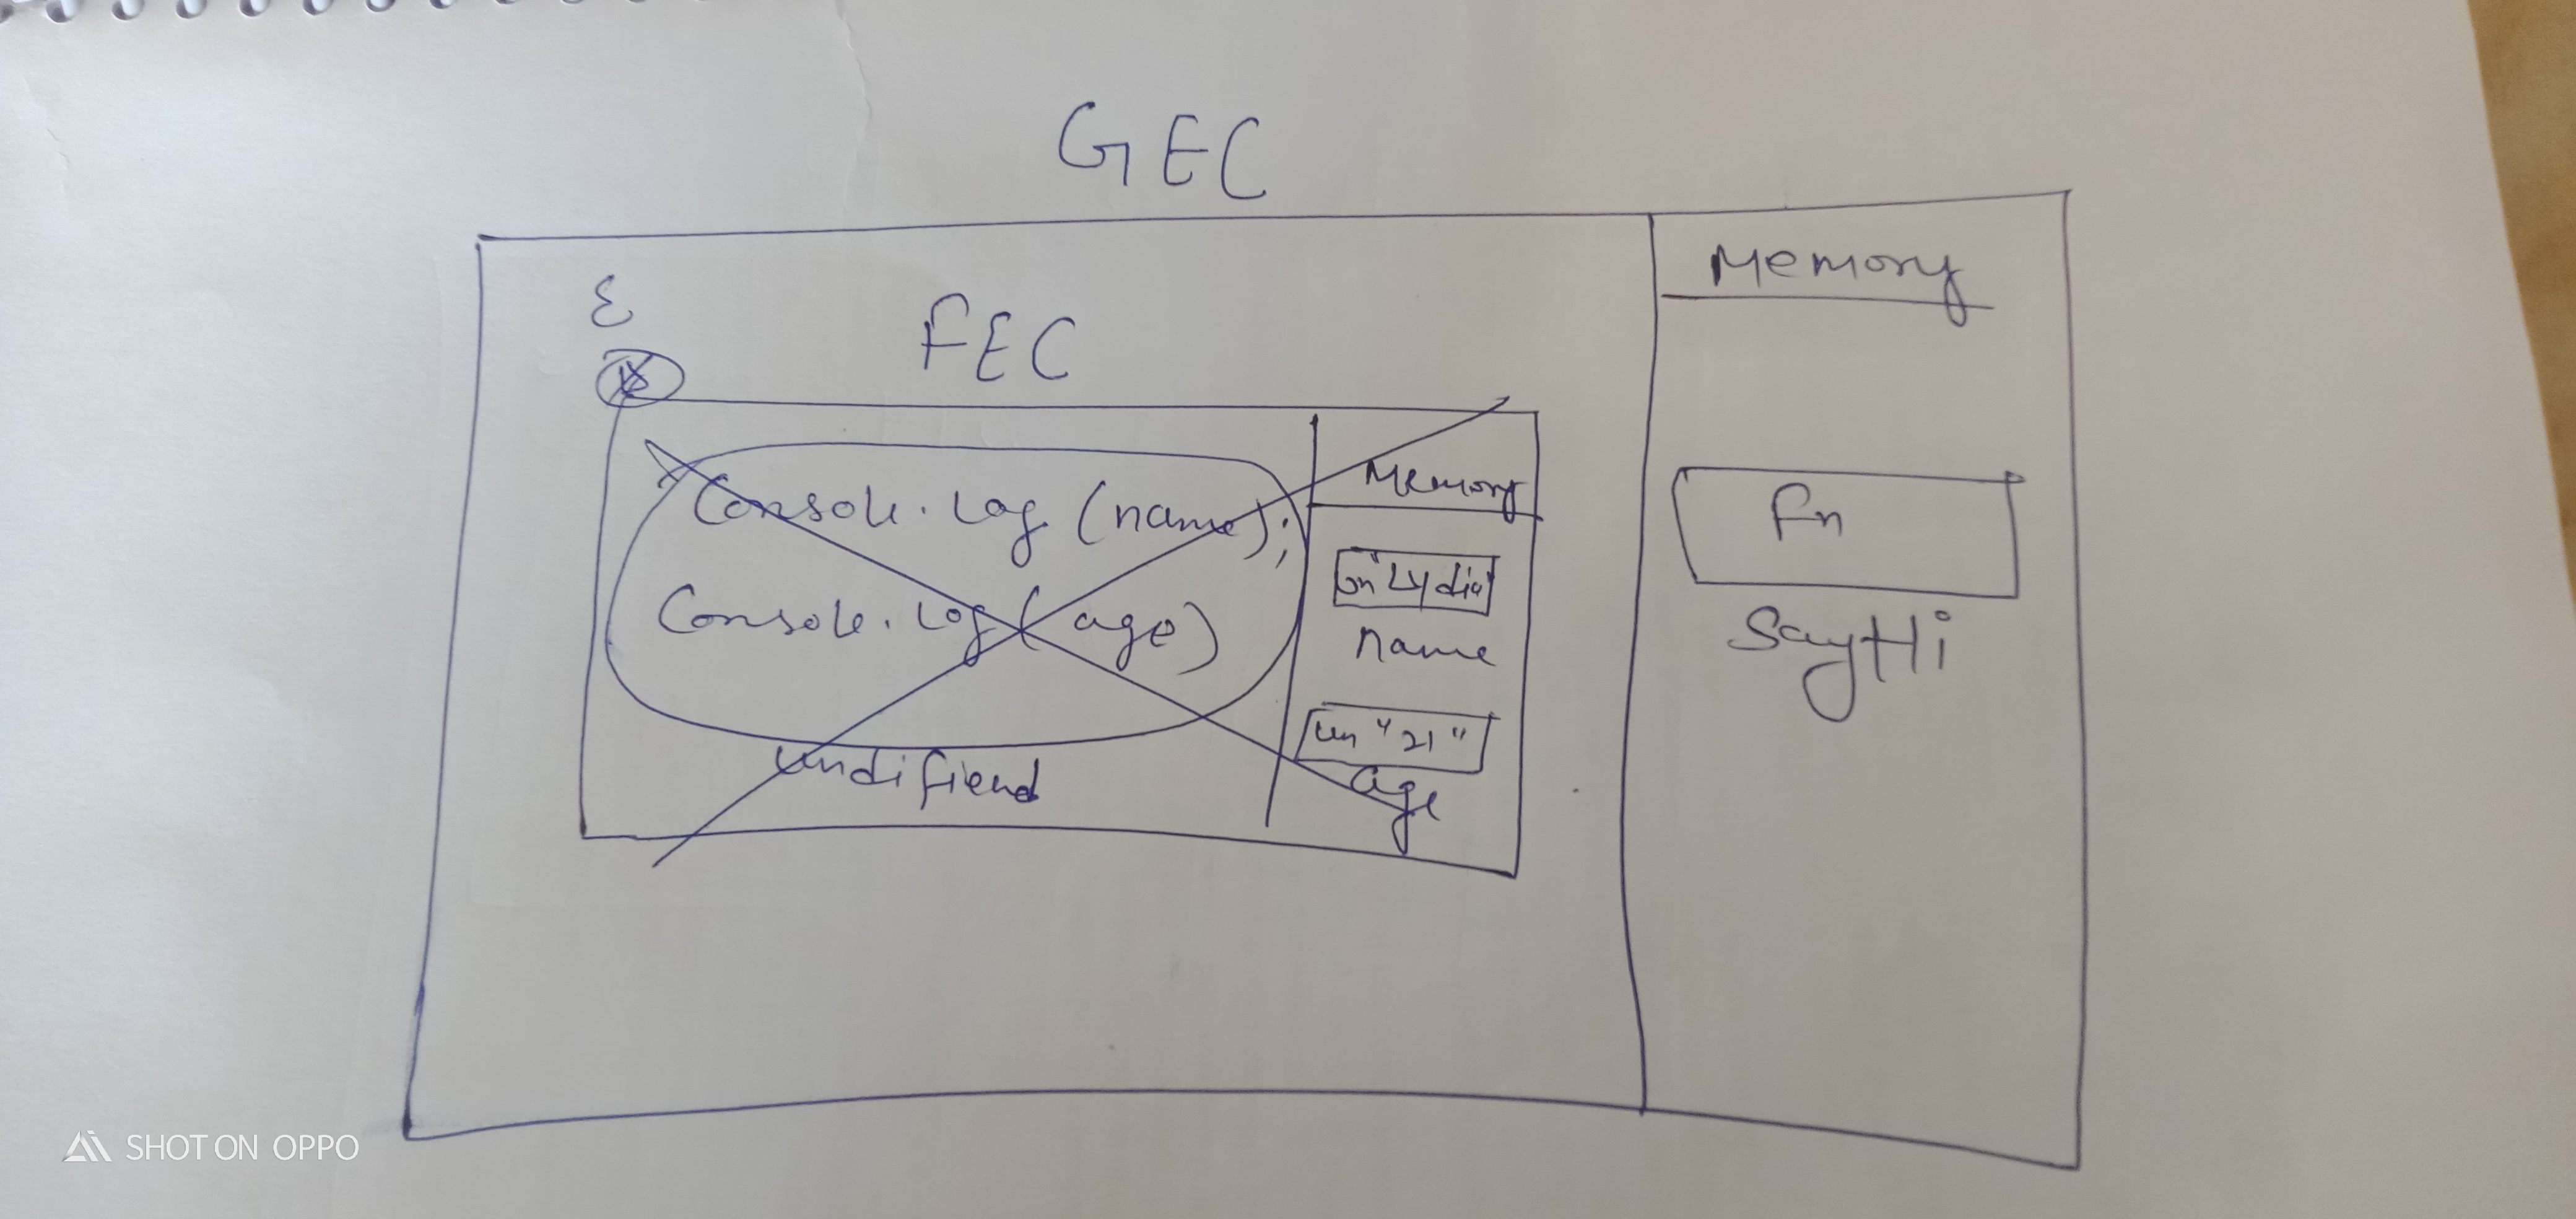 GEC
Memory
FEC
Console.log (name);
Console.log (age)
undifiend
Memory
un "Lydia"
name
un "21"
age
Fn
SayHi
SHOT ON OPPO